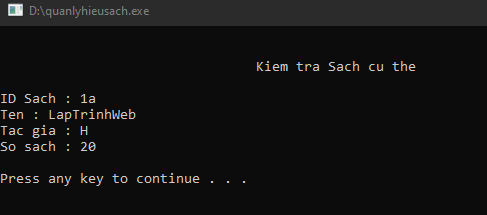 D:\quanlyhieusach.exe
Kiem tra Sach cu the
ID Sach : 1a
Ten : LapTrinhWeb
Tac gia : H
So sach : 20
Press any key to continue . . .